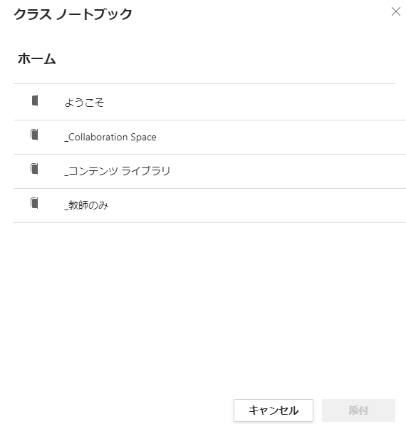 クラス ノートブック
ホーム
ようこそ
_Collaboration Space
_コンテンツ ライブラリ
_教師のみ
キャンセル
添付